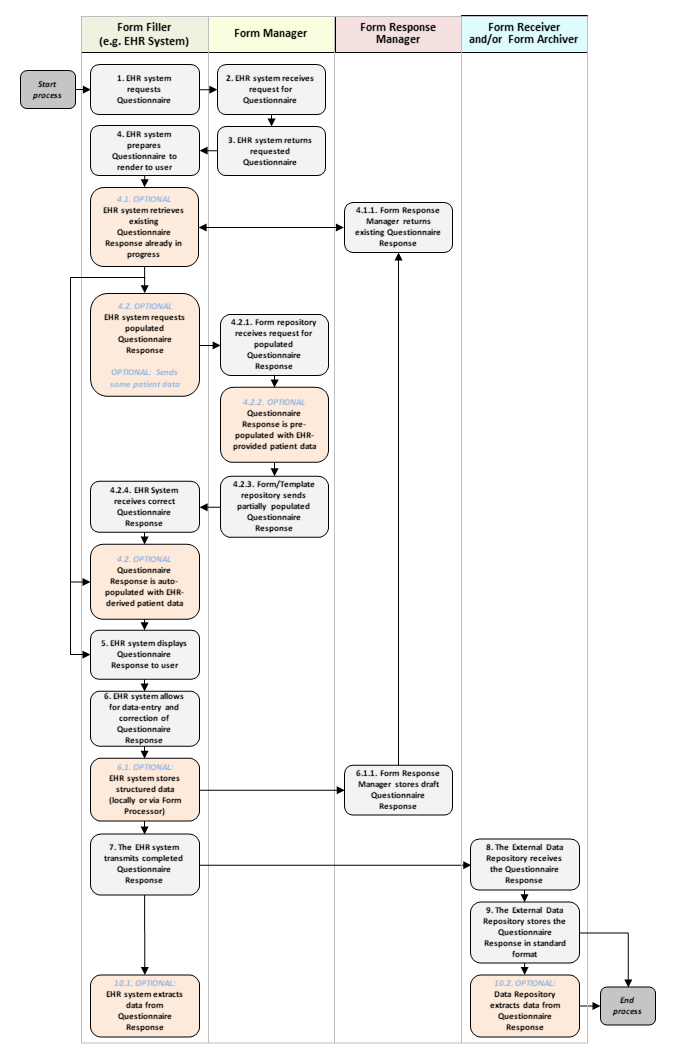 Form Filler
(e.g. EHR System)
Form Manager
Form Response
Manager
Form Receiver
and/or Form Archiver
Start
process
1. EHR system
requests
Questionnaire
2. EHR system receives
request for
Questionnaire
4. EHR system
prepares
Questionnaire to
render to user
3. EHR system returns
requested
Questionnaire
4.1. OPTIONAL
EHR system retrieves
existing
Questionnaire
Response already in
progress
4.1.1. Form Response
Manager returns
existing Questionnaire
Response
4.2. OPTIONAL
EHR system requests
populated
Questionnaire
Response
OPTIONAL: Sends
some patient data
4.2.1. Form repository
receives request for
populated
Questionnaire
Response
4.2.2. OPTIONAL
Questionnaire
Response is pre-
populated with EHR-
provided patient data
4.2.3. Form/Template
repository sends
partially populated
Questionnaire
Response
4.2.4. EHR System
receives correct
Questionnaire
Response
4.2. OPTIONAL
Questionnaire
Response is auto-
populated with EHR-
derived patient data
5. EHR system displays
Questionnaire
Response to user
6. EHR system allows
for data-entry and
correction of
Questionnaire
Response
6.1. OPTIONAL:
EHR system stores
structured data
(locally or via Form
Processor)
6.1.1. Form Response
Manager stores draft
Questionnaire
Response
7. The EHR system
transmits completed
Questionnaire
Response
8. The External Data
Repository receives
the Questionnaire
Response
9. The External Data
Repository stores the
Questionnaire
Response in standard
format
10.1. OPTIONAL:
EHR system extracts
data from
Questionnaire
Response
10.2. OPTIONAL:
Data Repository
extracts data from
Questionnaire
Response
End
process